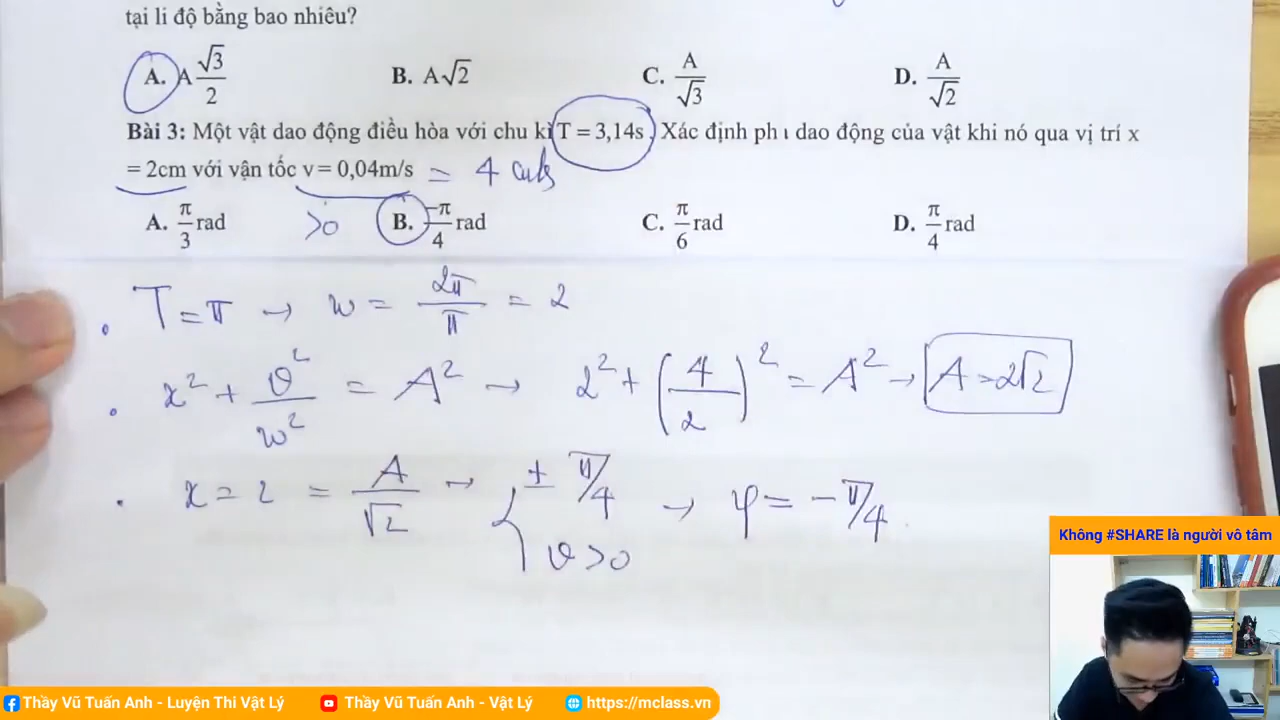 tại li độ bằng bao nhiêu?
A. A √3/2 B. A√2 C. A/√3 D. A/√2
Bài 3: Một vật dao động điều hòa với chu kì T = 3,14s. Xác định ph dao động của vật khi nó qua vị trí x
= 2cm với vận tốc v = 0,04m/s = 4 cm/s
A. π/3 rad >0 B. -π/4 rad C. π/6 rad D. π/4 rad
T = π → w = 2π/π = 2
x² + v²/w² = A² → 2² + (4/2)² = A² → A = 2√2
x = 2 = A/√2 → { ± π/4
v > 0 → φ = -π/4
Không #SHARE là người vô tâm
Thầy Vũ Tuấn Anh - Luyện Thi Vật Lý Thầy Vũ Tuấn Anh - Vật Lý https://mclass.vn